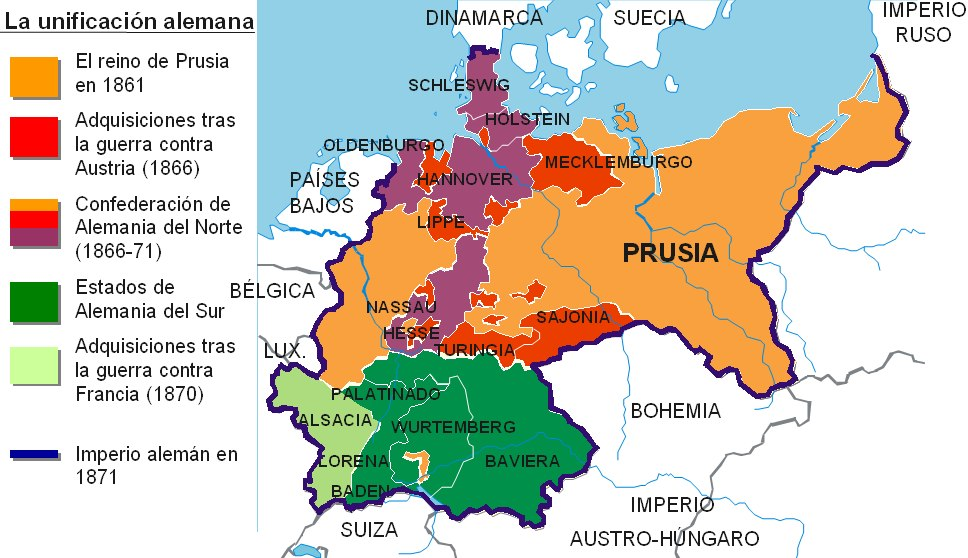 La unificación alemana
El reino de Prusia
en 1861
Adquisiciones tras
la guerra contra
Austria (1866)
Confederación de
Alemania del Norte
(1866-71)
Estados de
Alemania del Sur
Adquisiciones tras
la guerra contra
Francia (1870)
Imperio alemán en
1871
DINAMARCA
SUECIA
IMPERIO
RUSO
SCHLESWIG
HOLSTEIN
OLDENBURGO
MECKLEMBURGO
HANNOVER
PAÍSES
BAJOS
LIPPE
PRUSIA
BÉLGICA
NASSAU
SAJONIA
HESSE
TURINGIA
LUX.
PALATINADO
BOHEMIA
ALSACIA
WURTEMBERG
LORENA
BAVIERA
BADEN
IMPERIO
AUSTRO-HÚNGARO
SUIZA